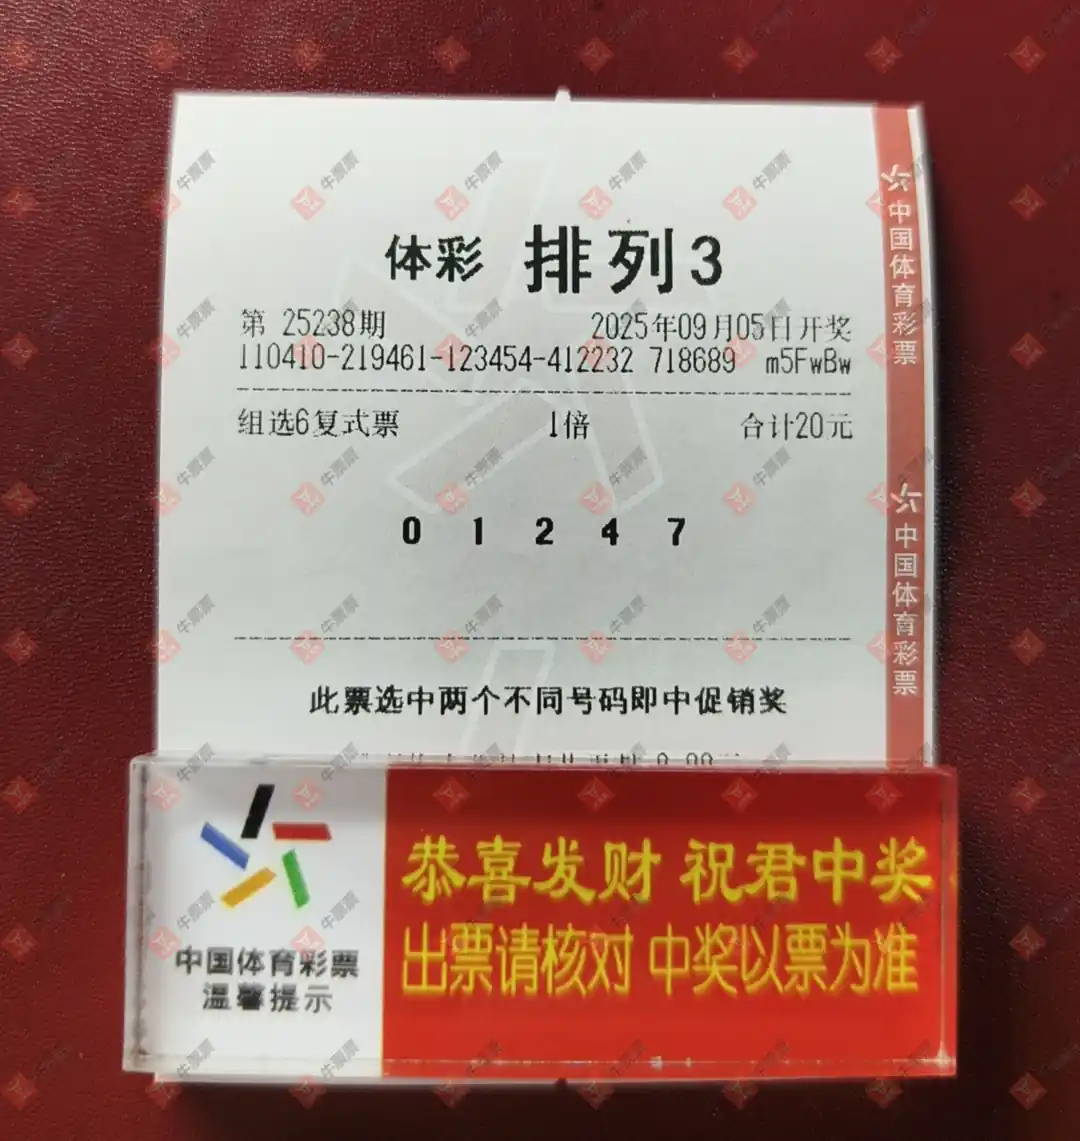 体彩 排列3
第 25238期 2025年09月05日开奖
110410-219461-123454-412232 718689 m5FwBw
组选6复式票 1倍 合计20元
0 1 2 4 7
此票选中两个不同号码即中促销奖
中国体育彩票
中国体育彩票
恭喜发财 祝君中奖
出票请核对 中奖以票为准
中国体育彩票
温馨提示
牛票票